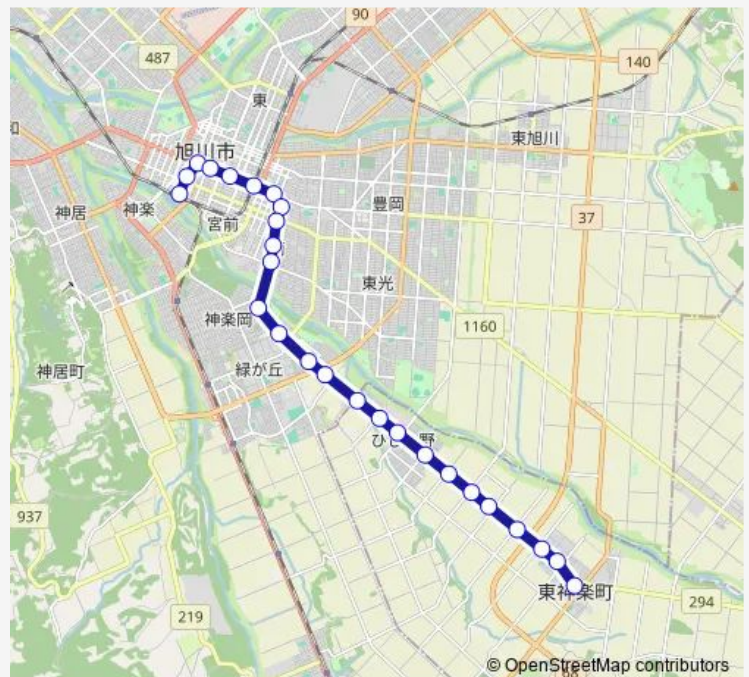 90
487
140
東
和
旭川市
東旭川
神居
神楽
宮前
豊岡
37
東光
神楽岡
1160
神居町
緑が丘
野
937
東神楽町
294
219
© OpenStreetMap contributors